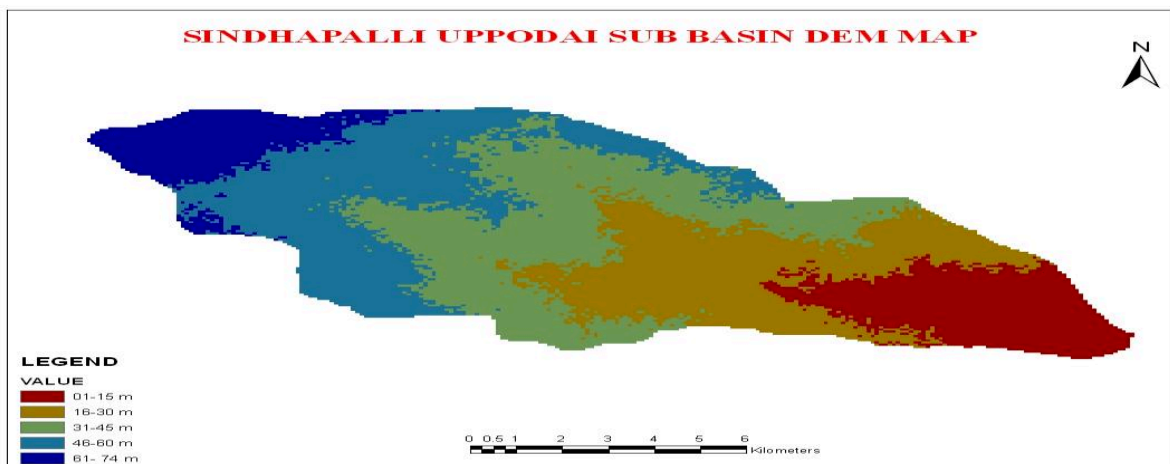 SINDHAPALLI UPPODAI SUB BASIN DEM MAP
N
LEGEND
VALUE
01-15 m
16-30 m
31-45 m
46-60 m
61- 74 m
0 0.5 1 2 3 4 5 6
Kilometers